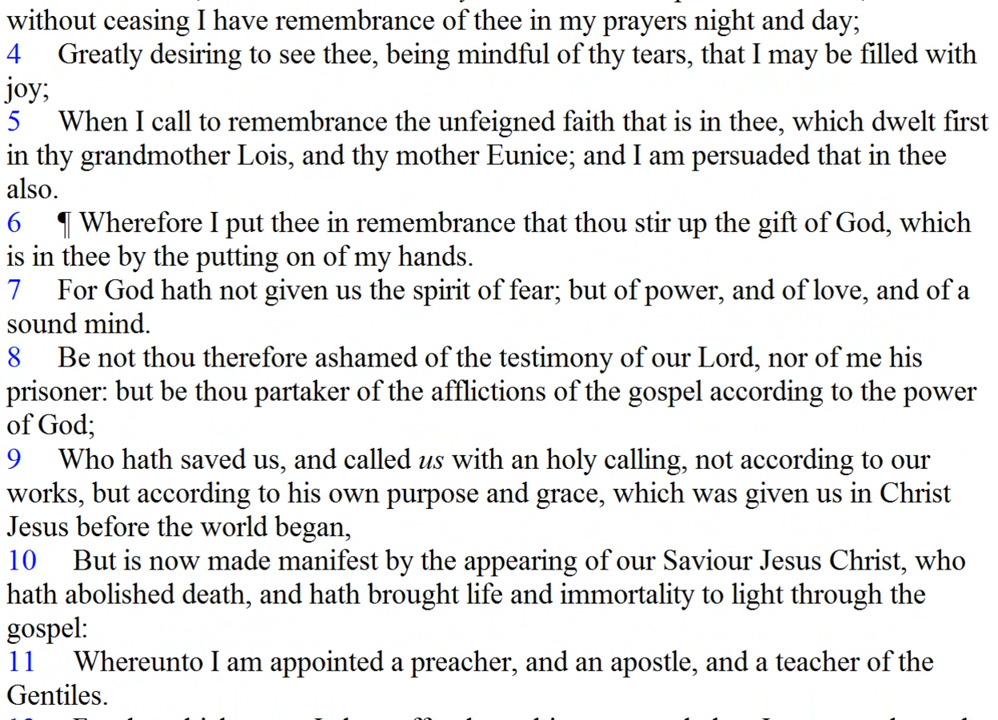 without ceasing I have remembrance of thee in my prayers night and day;
4 Greatly desiring to see thee, being mindful of thy tears, that I may be filled with
joy;
5 When I call to remembrance the unfeigned faith that is in thee, which dwelt first
in thy grandmother Lois, and thy mother Eunice; and I am persuaded that in thee
also.
6 ¶ Wherefore I put thee in remembrance that thou stir up the gift of God, which
is in thee by the putting on of my hands.
7 For God hath not given us the spirit of fear; but of power, and of love, and of a
sound mind.
8 Be not thou therefore ashamed of the testimony of our Lord, nor of me his
prisoner: but be thou partaker of the afflictions of the gospel according to the power
of God;
9 Who hath saved us, and called us with an holy calling, not according to our
works, but according to his own purpose and grace, which was given us in Christ
Jesus before the world began,
10 But is now made manifest by the appearing of our Saviour Jesus Christ, who
hath abolished death, and hath brought life and immortality to light through the
gospel:
11 Whereunto I am appointed a preacher, and an apostle, and a teacher of the
Gentiles.